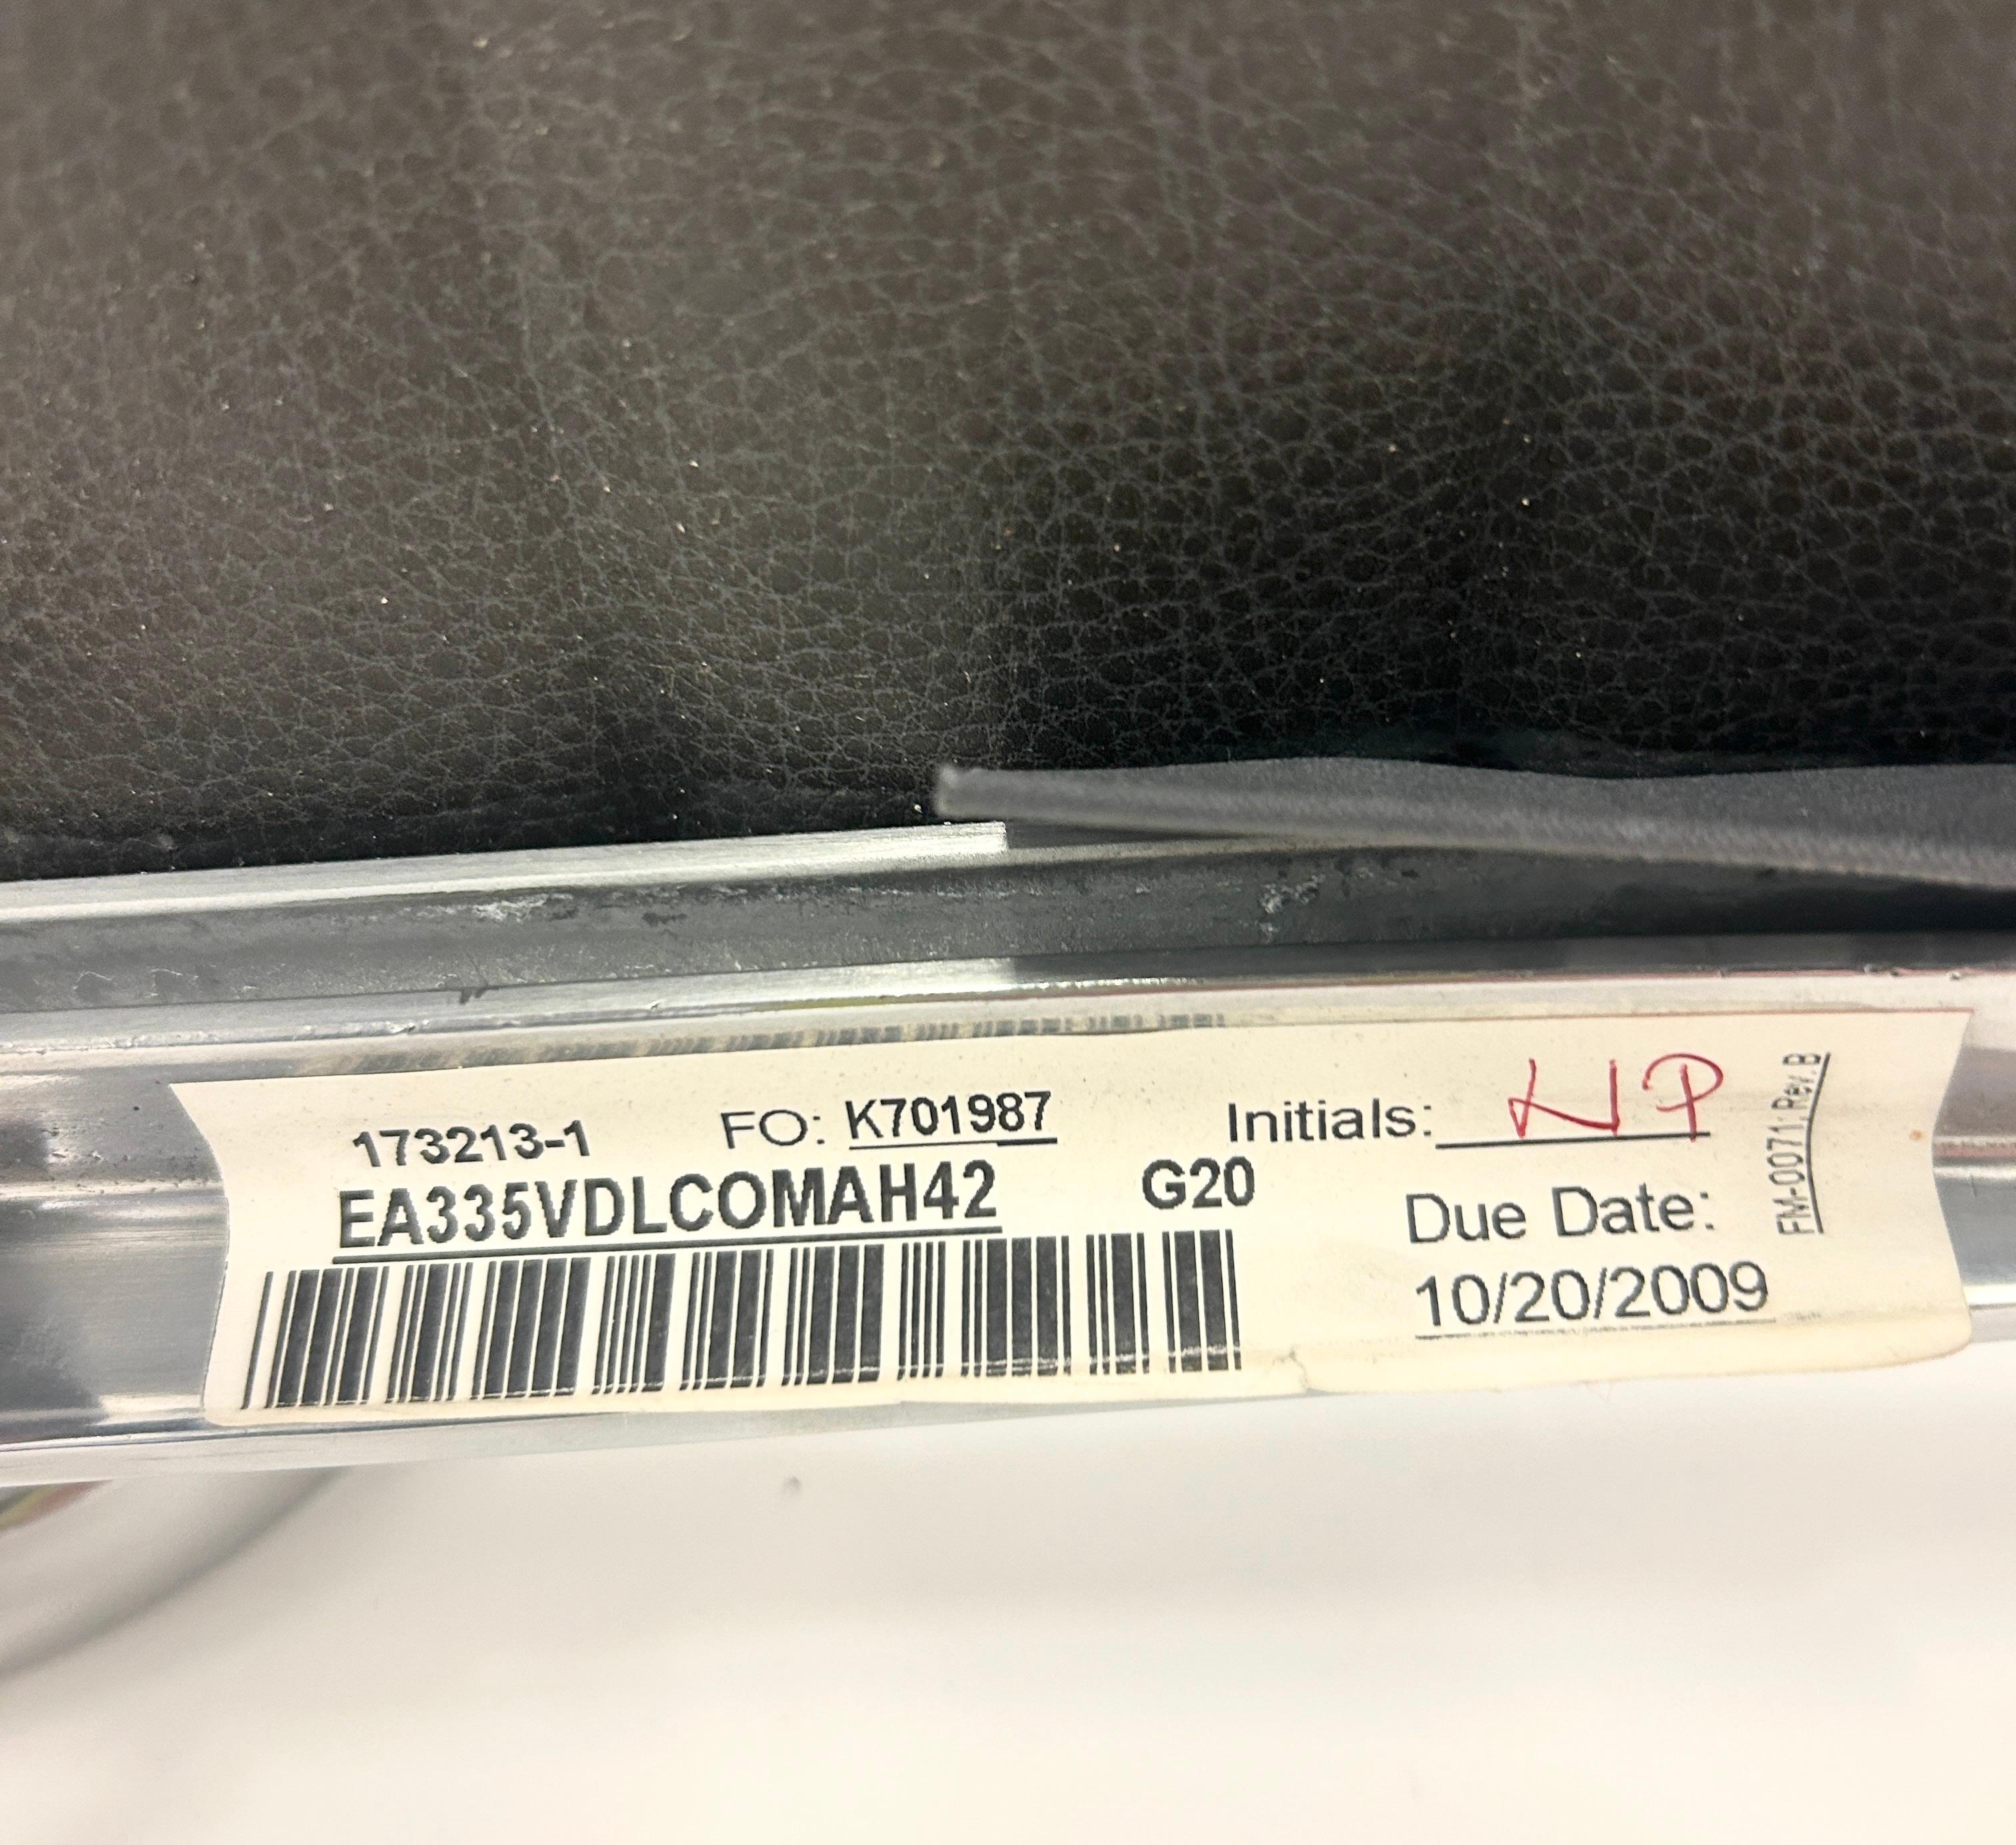 173213-1 FO: K701987 Initials: HP
EA335VDLCOMAH42 G20
Due Date:
10/20/2009
FM-0071;Rev.B